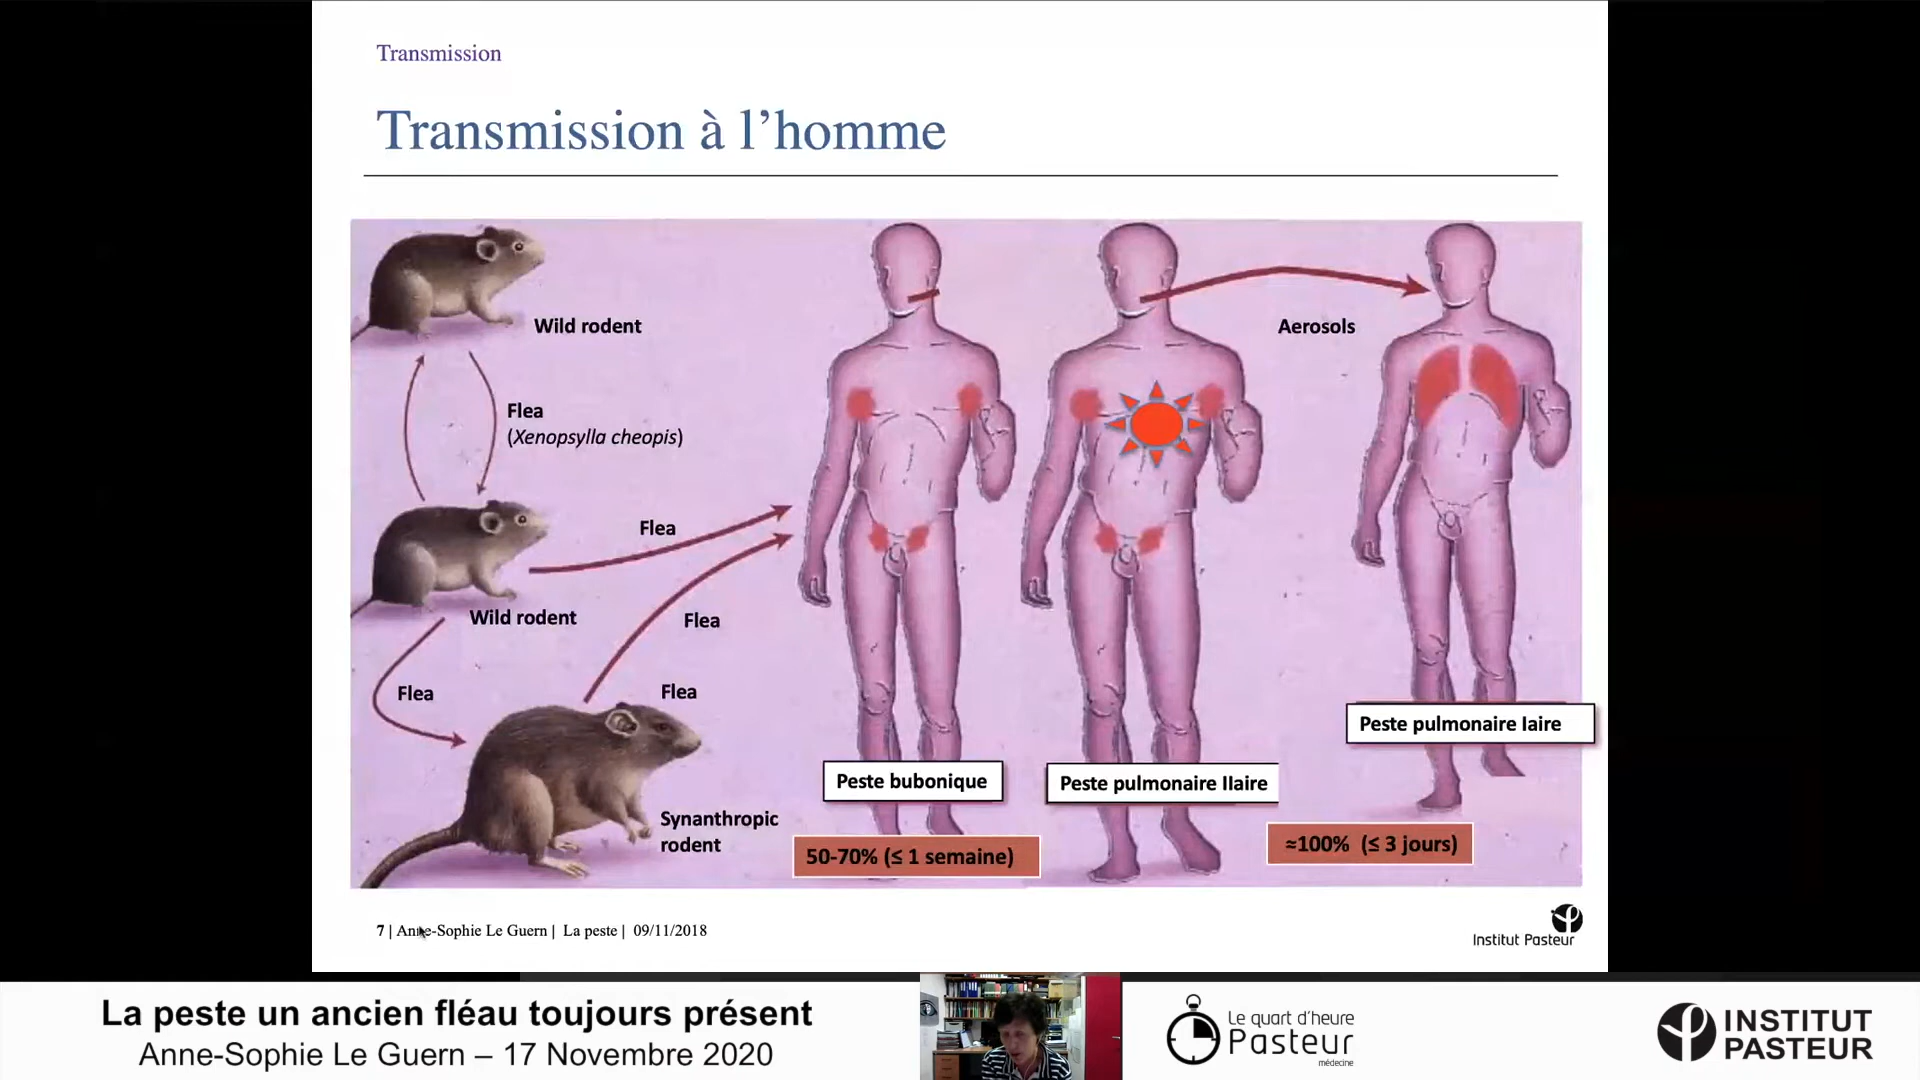 Transmission
Transmission à l'homme
Wild rodent
Aerosols
Flea
(Xenopsylla cheopis)
Flea
Wild rodent
Flea
Flea
Flea
Synanthropic
rodent
Peste bubonique
Peste pulmonaire IIaire
Peste pulmonaire Iaire
50-70% (≤ 1 semaine)
≈100% (≤ 3 jours)
7 | Anne-Sophie Le Guern | La peste | 09/11/2018
Institut Pasteur
La peste un ancien fléau toujours présent
Anne-Sophie Le Guern – 17 Novembre 2020
Le quart d'heure
Pasteur
médecine
INSTITUT
PASTEUR